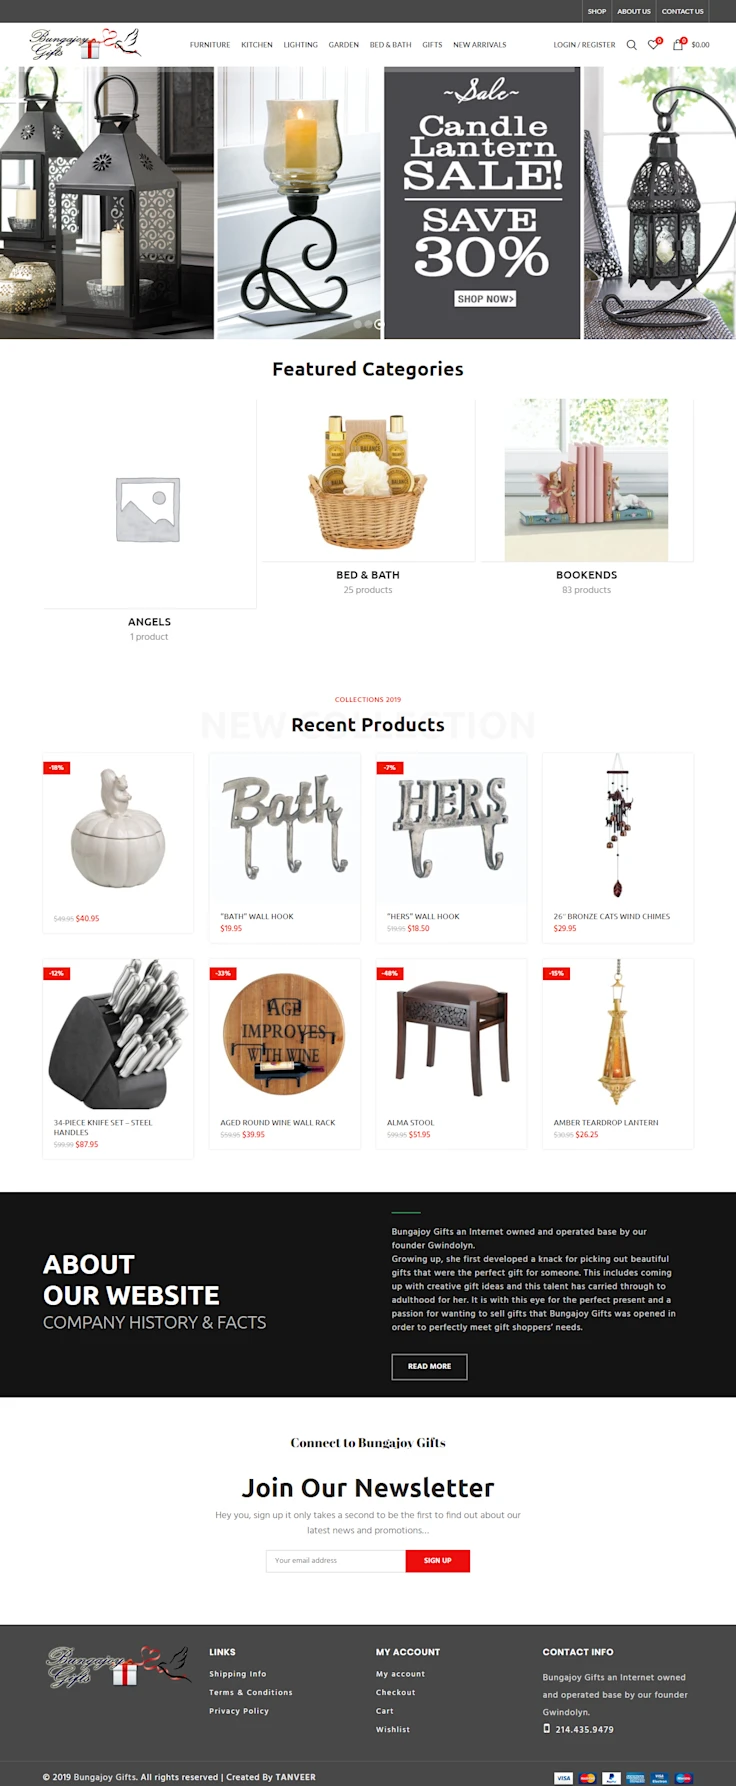 SHOP
ABOUT US
CONTACT US
Bungajoy
Gifts
FURNITURE
KITCHEN
LIGHTING
GARDEN
BED & BATH
GIFTS
NEW ARRIVALS
LOGIN / REGISTER
0
0
$0.00
~Sale~
Candle
Lantern
SALE!
SAVE
30%
SHOP NOW>
Featured Categories
BALANCE
BED & BATH
25 products
BOOKENDS
83 products
ANGELS
1 product
COLLECTIONS 2019
NEW COLLECTION
Recent Products
-18%
Bath
-7%
HERS
$49.95 $40.95
"BATH" WALL HOOK
$19.95
"HERS" WALL HOOK
$19.95 $18.50
26" BRONZE CATS WIND CHIMES
$29.95
-12%
-33%
AGE
IMPROVES
WITH WINE
-48%
-15%
34-PIECE KNIFE SET – STEEL
HANDLES
$99.95 $87.95
AGED ROUND WINE WALL RACK
$59.95 $39.95
ALMA STOOL
$99.95 $51.95
AMBER TEARDROP LANTERN
$30.95 $26.25
ABOUT
OUR WEBSITE
COMPANY HISTORY & FACTS
Bungajoy Gifts an Internet owned and operated base by our
founder Gwindolyn.
Growing up, she first developed a knack for picking out beautiful
gifts that were the perfect gift for someone. This includes coming
up with creative gift ideas and this talent has carried through to
adulthood for her. It is with this eye for the perfect present and a
passion for wanting to sell gifts that Bungajoy Gifts was opened in
order to perfectly meet gift shoppers' needs.
READ MORE
Connect to Bungajoy Gifts
Join Our Newsletter
Hey you, sign up it only takes a second to be the first to find out about our
latest news and promotions…
Your email address
SIGN UP
Bungajoy
Gifts
LINKS
Shipping Info
Terms & Conditions
Privacy Policy
MY ACCOUNT
My account
Checkout
Cart
Wishlist
CONTACT INFO
Bungajoy Gifts an Internet owned
and operated base by our founder
Gwindolyn.
214.435.9479
© 2019 Bungajoy Gifts. All rights reserved | Created By TANVEER
VISA
MasterCard
PayPal
VISA